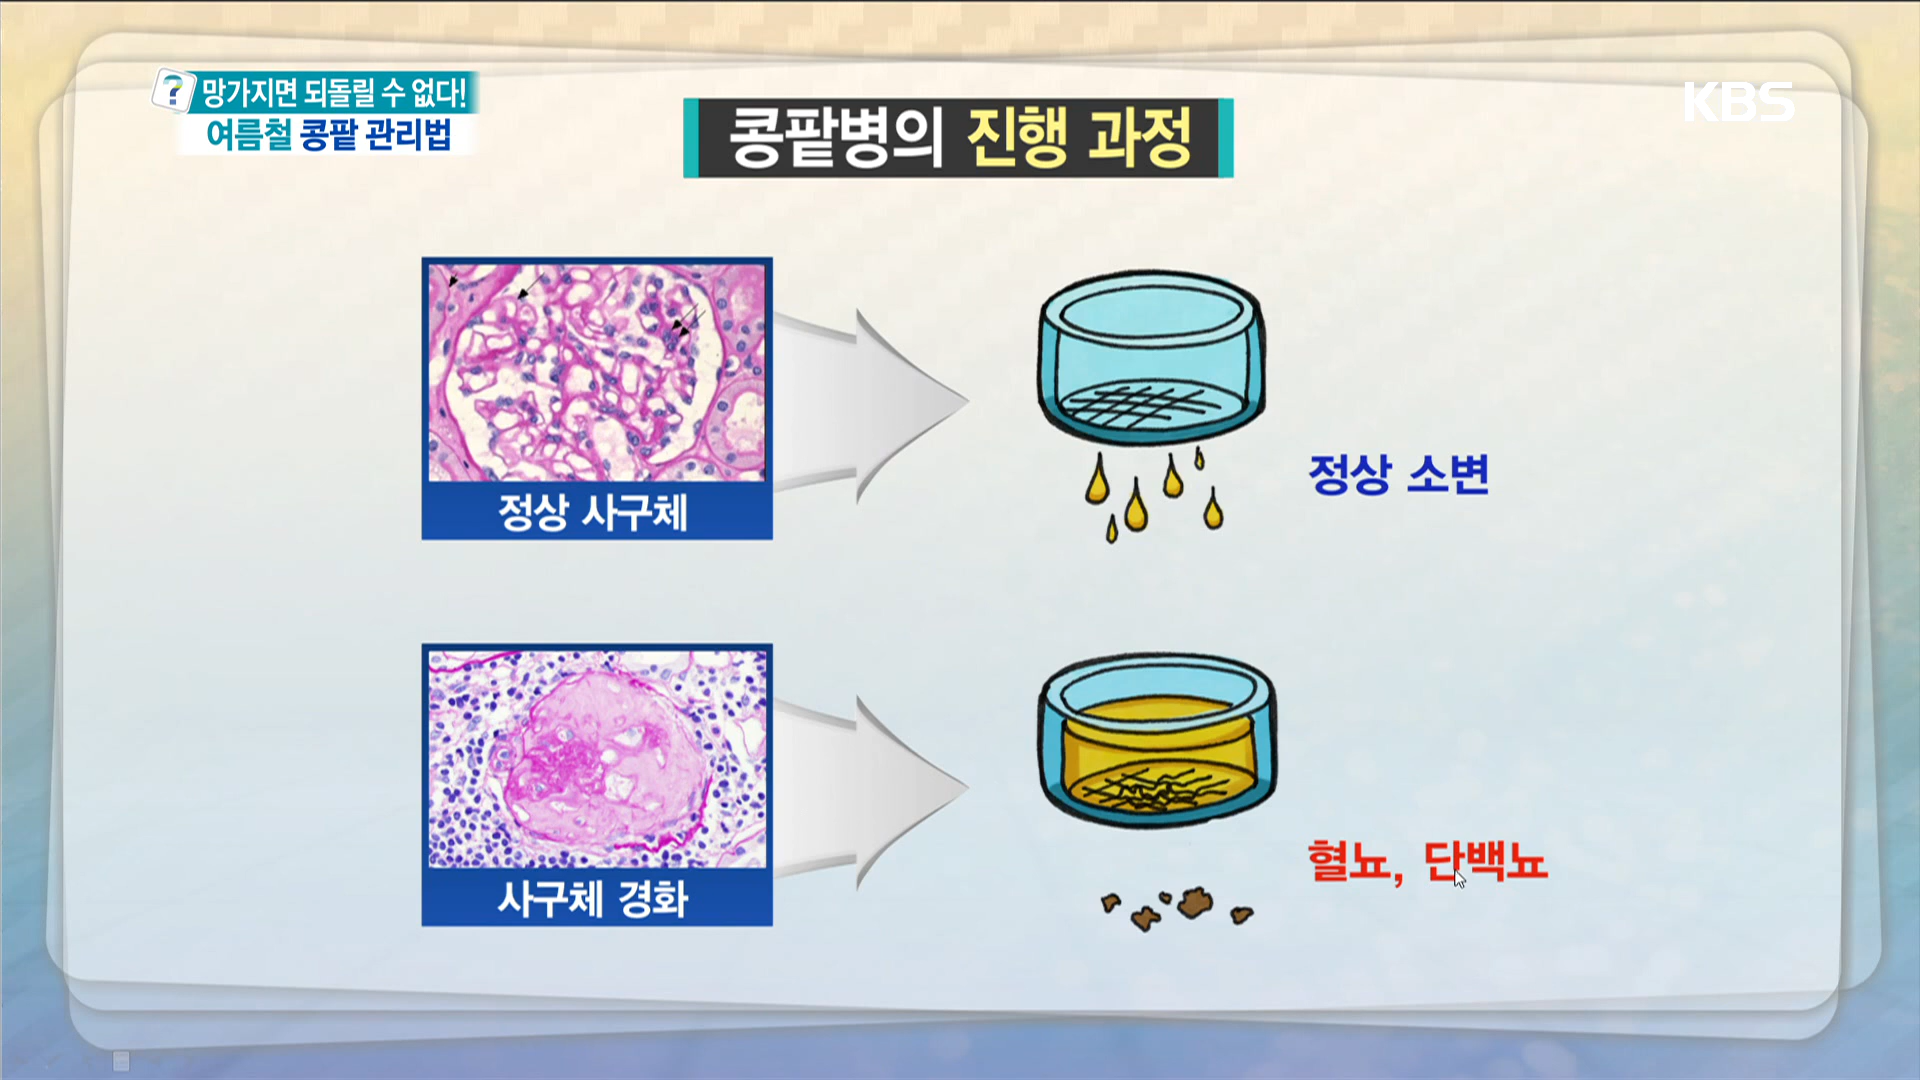 망가지면 되돌릴 수 없다!
여름철 콩팥 관리법
KBS
콩팥병의 진행 과정
정상 사구체
정상 소변
사구체 경화
혈뇨, 단백뇨